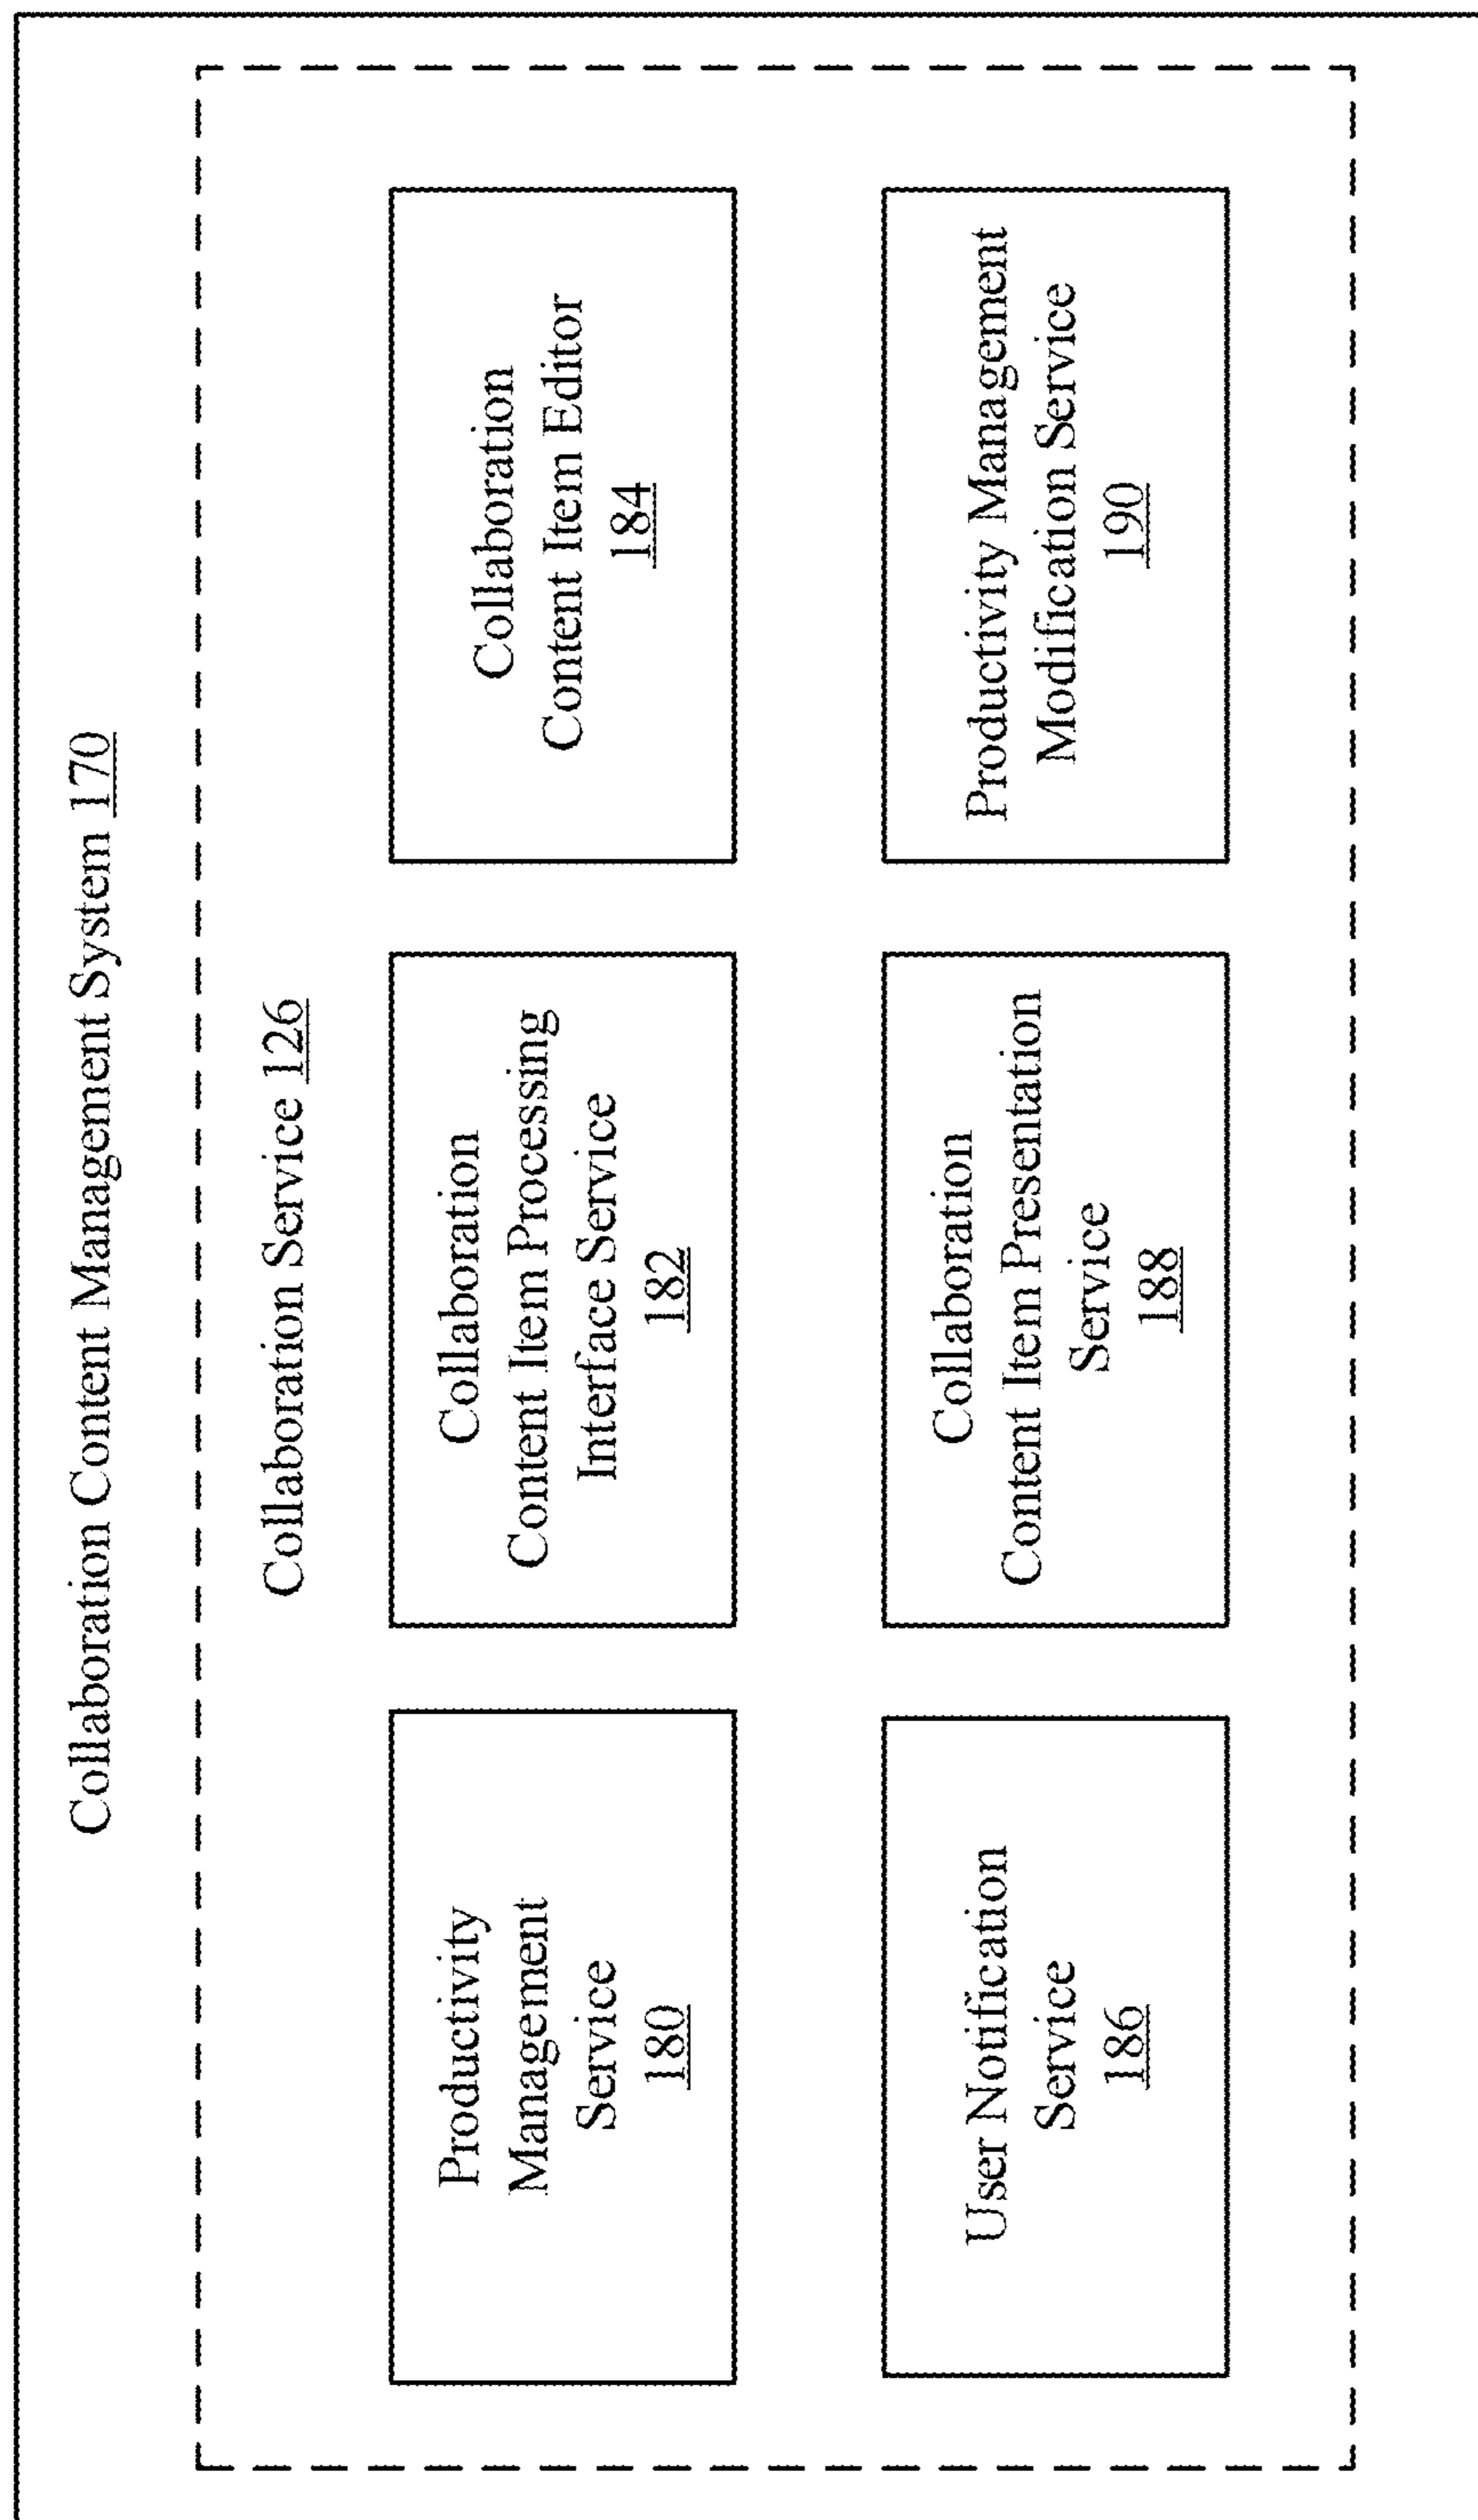 Collaboration Content Management System 170
Collaboration Service 126
Productivity
Management
Service
180
Collaboration
Content Item Processing
Interface Service
182
Collaboration
Content Item Editor
184
User Notification
Service
186
Collaboration
Content Item Presentation
Service
188
Productivity Management
Modification Service
190